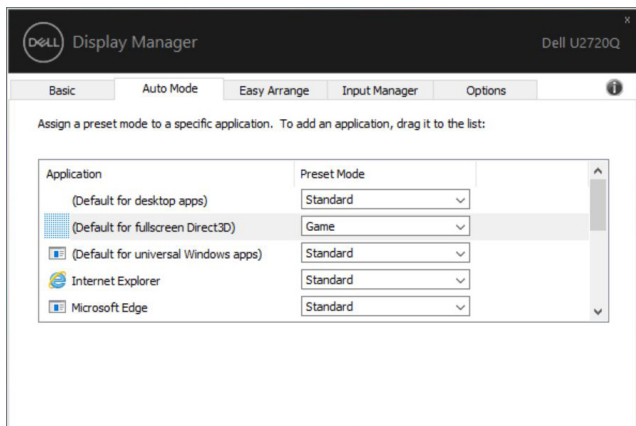 x
DELL Display Manager Dell U2720Q
Basic Auto Mode Easy Arrange Input Manager Options i
Assign a preset mode to a specific application. To add an application, drag it to the list:
Application Preset Mode
(Default for desktop apps) Standard
(Default for fullscreen Direct3D) Game
(Default for universal Windows apps) Standard
Internet Explorer Standard
Microsoft Edge Standard